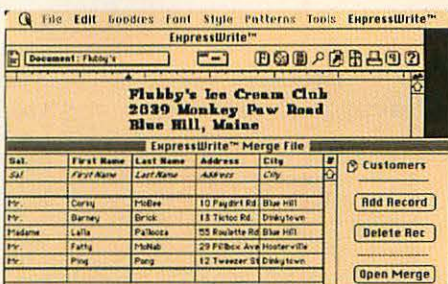 File Edit Goodies Font Style Patterns Tools ExpressWrite™
ExpressWrite™
Document: Flubby's
Flubby's Ice Cream Club
2039 Monkey Paw Road
Blue Hill, Maine
ExpressWrite™ Merge File
Sal. First Name Last Name Address City #
Sal. First Name Last Name Address City
Mr. Corky McBee 10 Paydirt Rd. Blue Hill
Mr. Barney Brick 13 Tictoc Rd. Dinkytown
Madame Lalla Pallooza 55 Roulette Rd Blue Hill
Mr. Fatty McNab 29 Pillbox Ave Hooterville
Mr. Ping Pong 12 Tweezer St Dinkytown
Customers
Add Record
Delete Rec
Open Merge